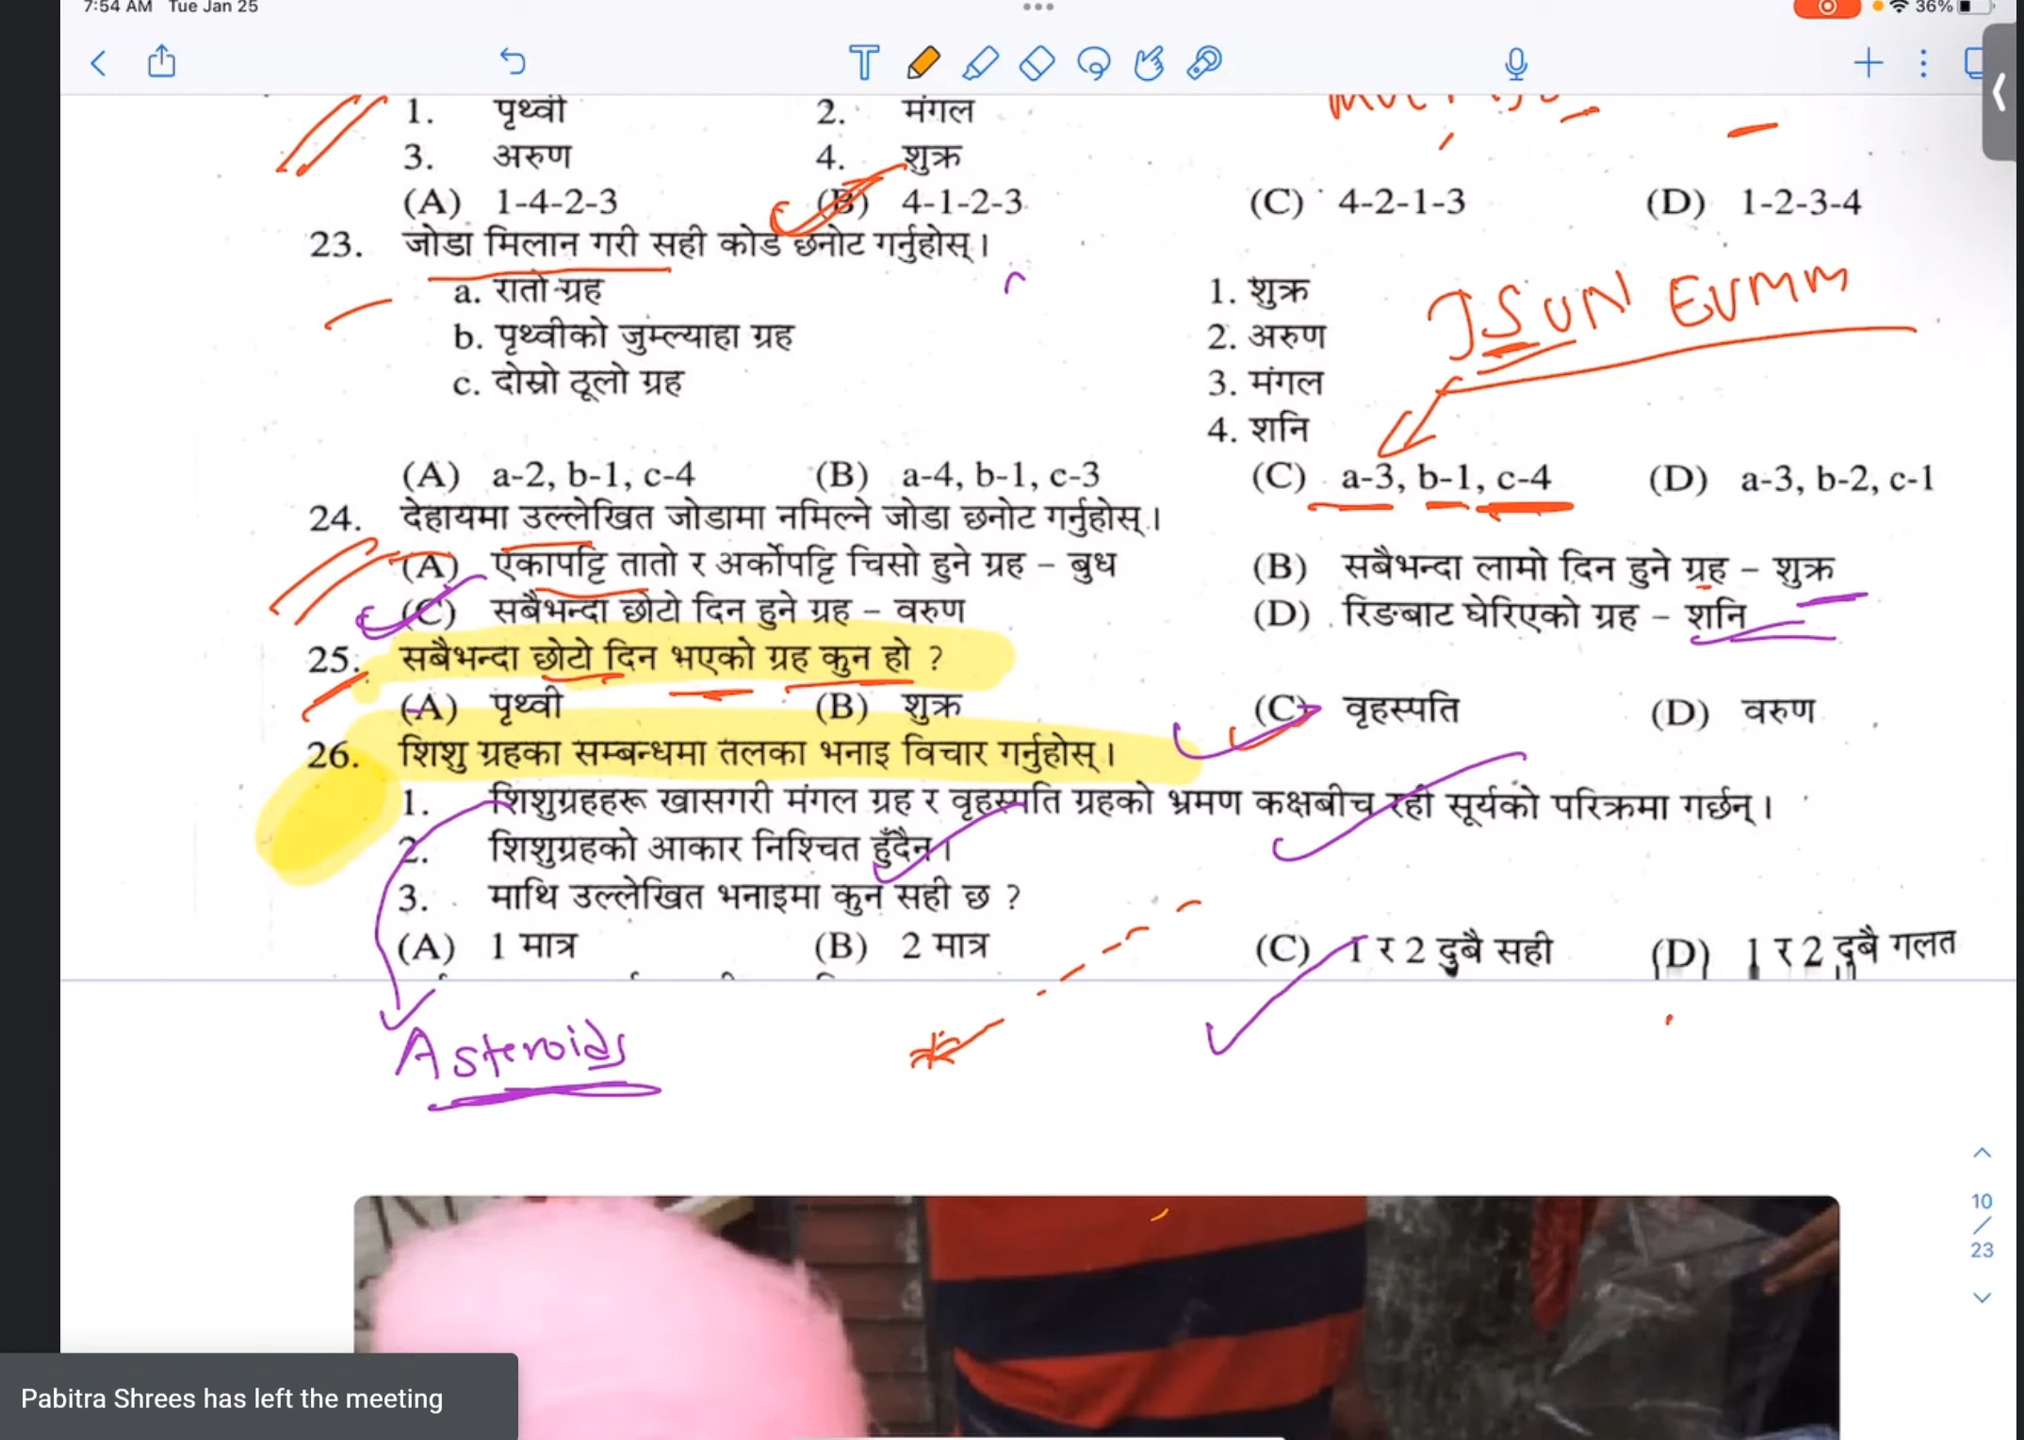 7:54 AM Tue Jan 25
36%
T
1. पृथ्वी 2. मंगल
3. अरुण 4. शुक्र
(A) 1-4-2-3 (B) 4-1-2-3 (C) 4-2-1-3 (D) 1-2-3-4
23. जोडा मिलान गरी सही कोड छनोट गर्नुहोस्।
a. रातो ग्रह 1. शुक्र
b. पृथ्वीको जुम्ल्याहा ग्रह 2. अरुण
c. दोस्रो ठूलो ग्रह 3. मंगल
4. शनि
JSUN EVMM
(A) a-2, b-1, c-4 (B) a-4, b-1, c-3 (C) a-3, b-1, c-4 (D) a-3, b-2, c-1
24. देहायमा उल्लेखित जोडामा नमिल्ने जोडा छनोट गर्नुहोस्।
(A) एकापट्टि तातो र अर्कोपट्टि चिसो हुने ग्रह – बुध (B) सबैभन्दा लामो दिन हुने ग्रह – शुक्र
(C) सबैभन्दा छोटो दिन हुने ग्रह – वरुण (D) रिङबाट घेरिएको ग्रह – शनि
25. सबैभन्दा छोटो दिन भएको ग्रह कुन हो ?
(A) पृथ्वी (B) शुक्र (C) वृहस्पति (D) वरुण
26. शिशु ग्रहका सम्बन्धमा तलका भनाइ विचार गर्नुहोस्।
1. शिशुग्रहहरू खासगरी मंगल ग्रह र वृहस्पति ग्रहको भ्रमण कक्षबीच रही सूर्यको परिक्रमा गर्छन्।
2. शिशुग्रहको आकार निश्चित हुँदैन।
3. माथि उल्लेखित भनाइमा कुन सही छ ?
(A) 1 मात्र (B) 2 मात्र (C) 1 र 2 दुबै सही (D) 1 र 2 दुबै गलत
Asteroids
10
/
23
Pabitra Shrees has left the meeting